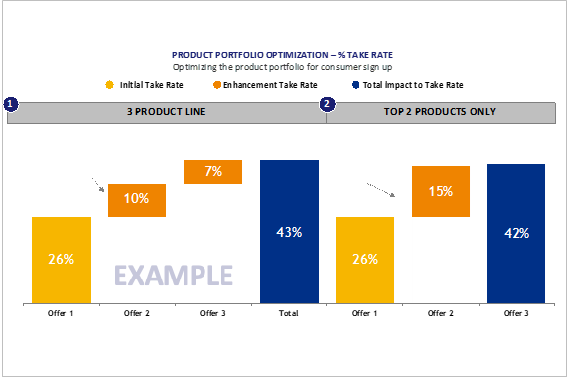 PRODUCT PORTFOLIO OPTIMIZATION – % TAKE RATE
Optimizing the product portfolio for consumer sign up
Initial Take Rate
Enhancement Take Rate
Total Impact to Take Rate
1
3 PRODUCT LINE
2
TOP 2 PRODUCTS ONLY
26%
10%
7%
43%
26%
15%
42%
EXAMPLE
Offer 1
Offer 2
Offer 3
Total
Offer 1
Offer 2
Offer 3